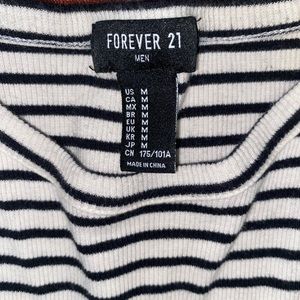 FOREVER 21
MEN
US M
CA M
MX M
BR M
EU M
UK M
KR M
JP M
CN 175/101A
MADE IN CHINA